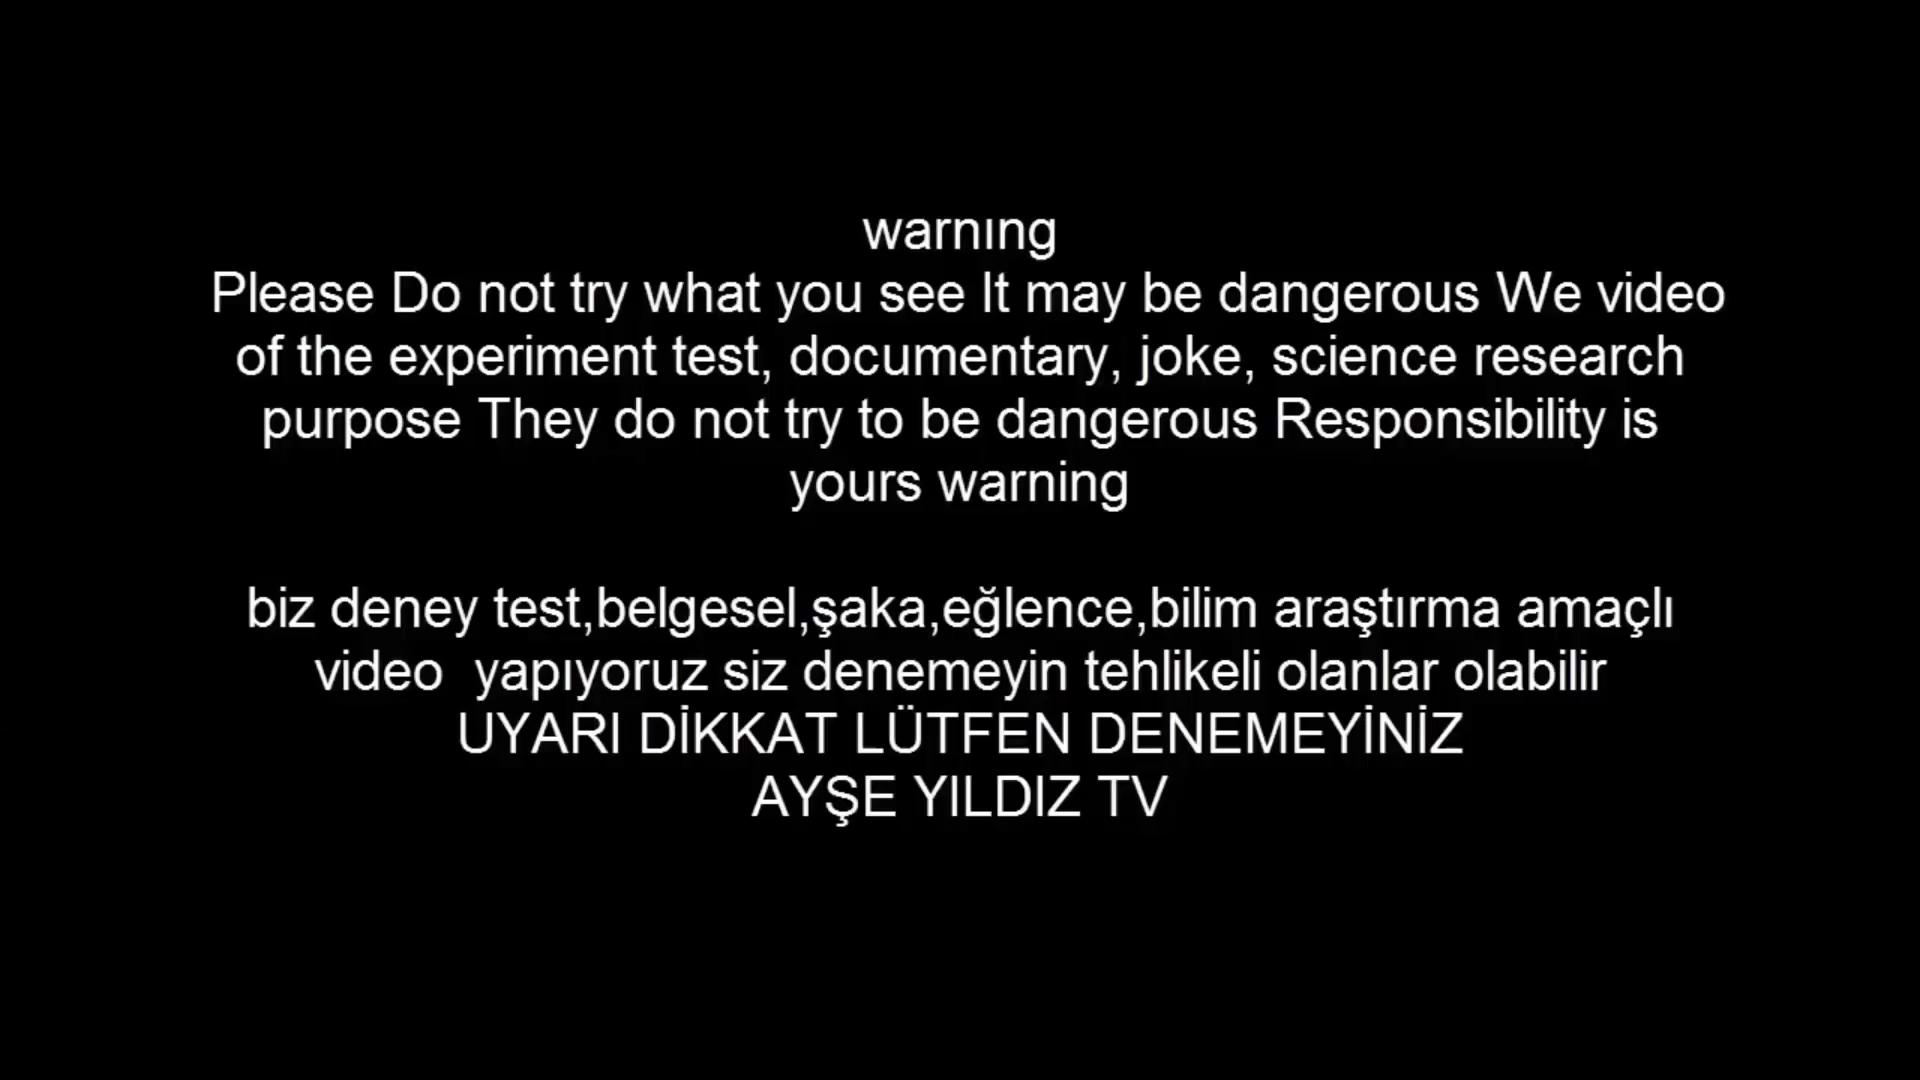 warnıng
Please Do not try what you see It may be dangerous We video
of the experiment test, documentary, joke, science research
purpose They do not try to be dangerous Responsibility is
yours warning
biz deney test,belgesel,şaka,eğlence,bilim araştırma amaçlı
video  yapıyoruz siz denemeyin tehlikeli olanlar olabilir
UYARI DİKKAT LÜTFEN DENEMEYİNİZ
AYŞE YILDIZ TV